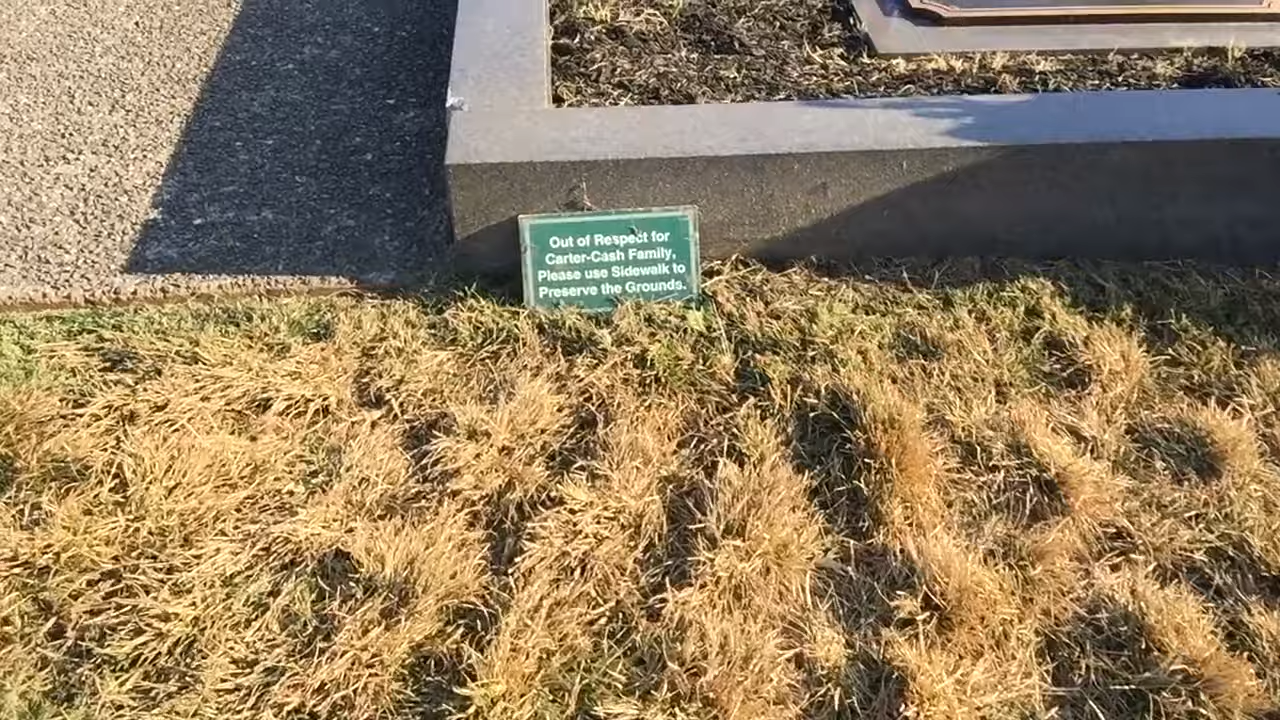 Out of Respect for
Carter-Cash Family,
Please use Sidewalk to
Preserve the Grounds.